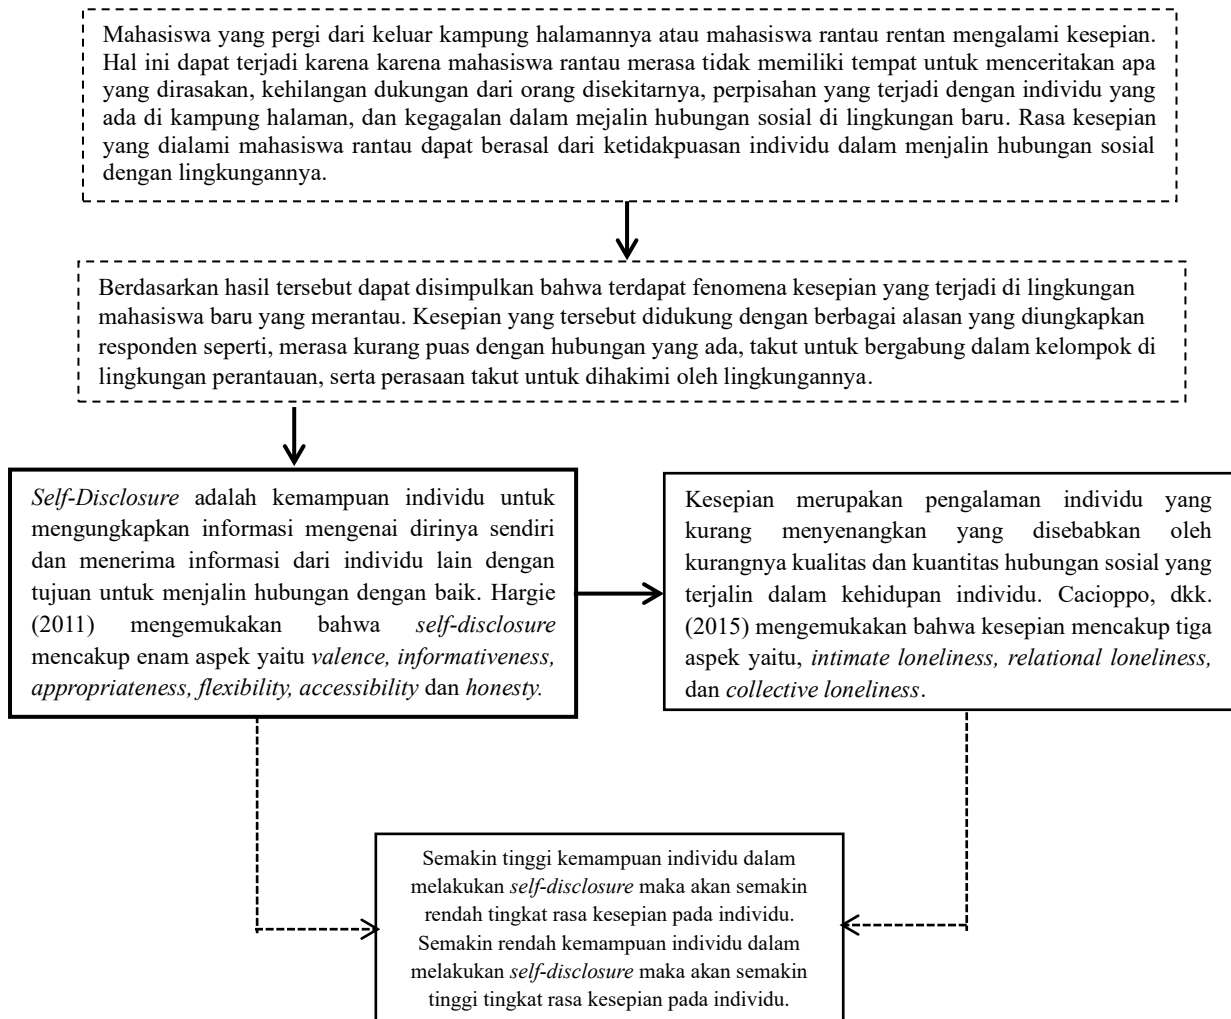 Mahasiswa yang pergi dari keluar kampung halamannya atau mahasiswa rantau rentan mengalami kesepian.
Hal ini dapat terjadi karena karena mahasiswa rantau merasa tidak memiliki tempat untuk menceritakan apa
yang dirasakan, kehilangan dukungan dari orang disekitarnya, perpisahan yang terjadi dengan individu yang
ada di kampung halaman, dan kegagalan dalam mejalin hubungan sosial di lingkungan baru. Rasa kesepian
yang dialami mahasiswa rantau dapat berasal dari ketidakpuasan individu dalam menjalin hubungan sosial
dengan lingkungannya.
Berdasarkan hasil tersebut dapat disimpulkan bahwa terdapat fenomena kesepian yang terjadi di lingkungan
mahasiswa baru yang merantau. Kesepian yang tersebut didukung dengan berbagai alasan yang diungkapkan
responden seperti, merasa kurang puas dengan hubungan yang ada, takut untuk bergabung dalam kelompok di
lingkungan perantauan, serta perasaan takut untuk dihakimi oleh lingkungannya.
Self-Disclosure adalah kemampuan individu untuk
mengungkapkan informasi mengenai dirinya sendiri
dan menerima informasi dari individu lain dengan
tujuan untuk menjalin hubungan dengan baik. Hargie
(2011) mengemukakan bahwa self-disclosure
mencakup enam aspek yaitu valence, informativeness,
appropriateness, flexibility, accessibility dan honesty.
Kesepian merupakan pengalaman individu yang
kurang menyenangkan yang disebabkan oleh
kurangnya kualitas dan kuantitas hubungan sosial yang
terjalin dalam kehidupan individu. Cacioppo, dkk.
(2015) mengemukakan bahwa kesepian mencakup tiga
aspek yaitu, intimate loneliness, relational loneliness,
dan collective loneliness.
Semakin tinggi kemampuan individu dalam
melakukan self-disclosure maka akan semakin
rendah tingkat rasa kesepian pada individu.
Semakin rendah kemampuan individu dalam
melakukan self-disclosure maka akan semakin
tinggi tingkat rasa kesepian pada individu.